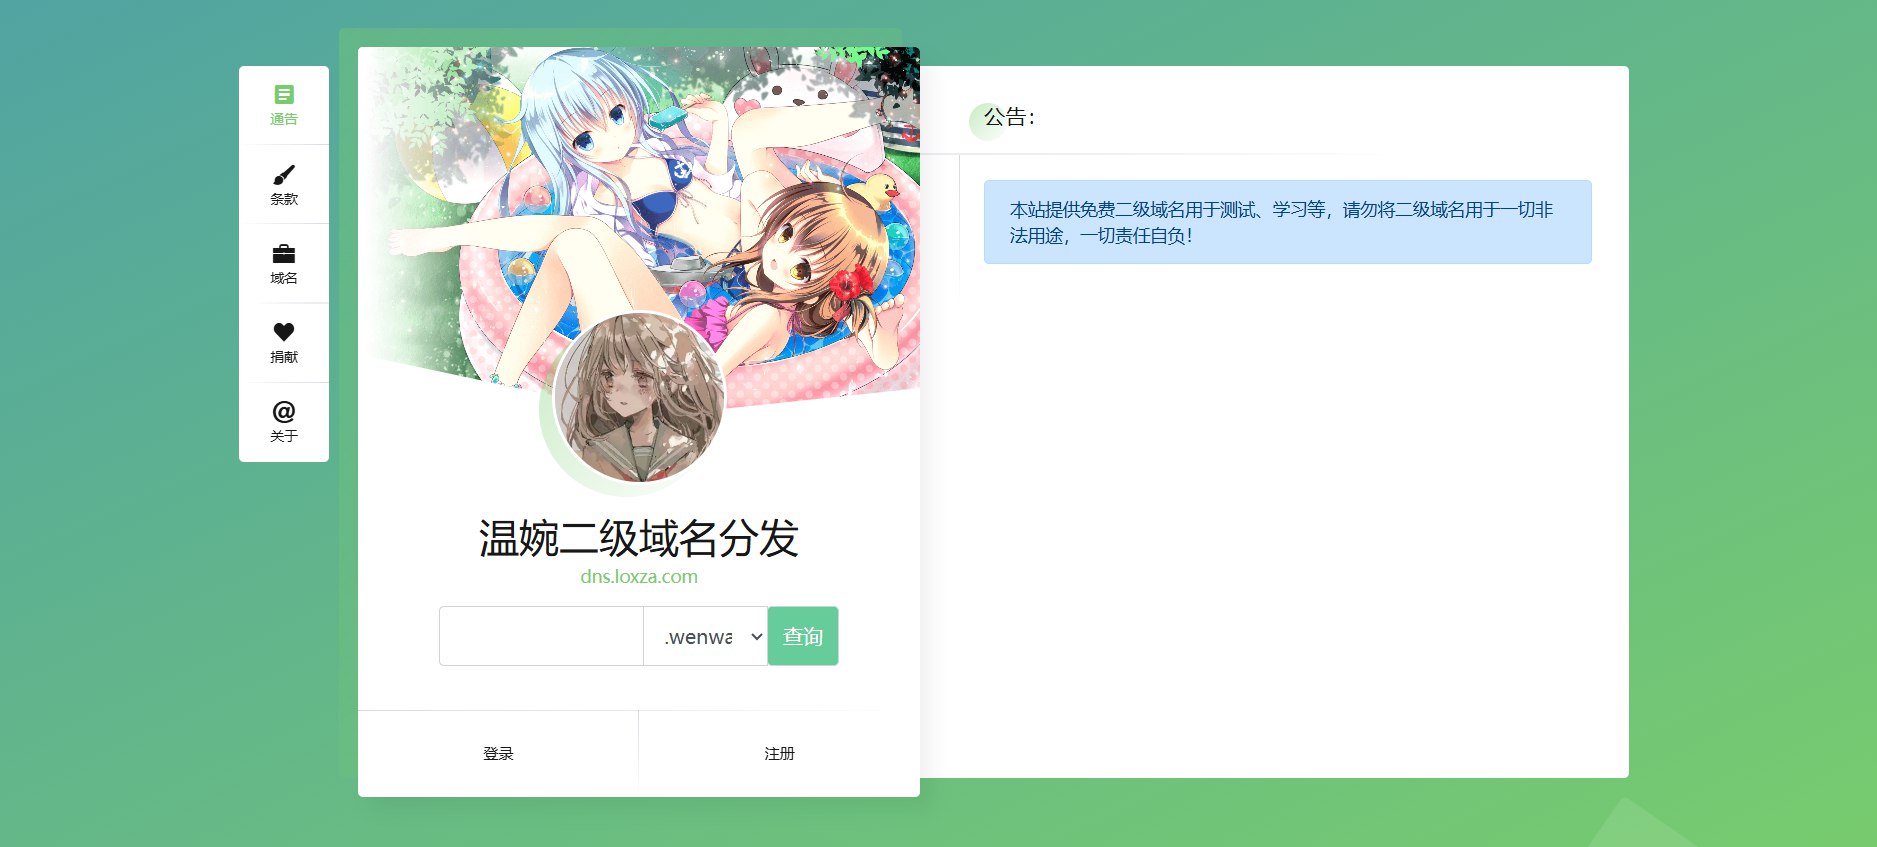 通告
条款
域名
捐献
@
关于
温婉二级域名分发
dns.loxza.com
.wenwa
查询
登录
注册
公告：
本站提供免费二级域名用于测试、学习等，请勿将二级域名用于一切非
法用途，一切责任自负！